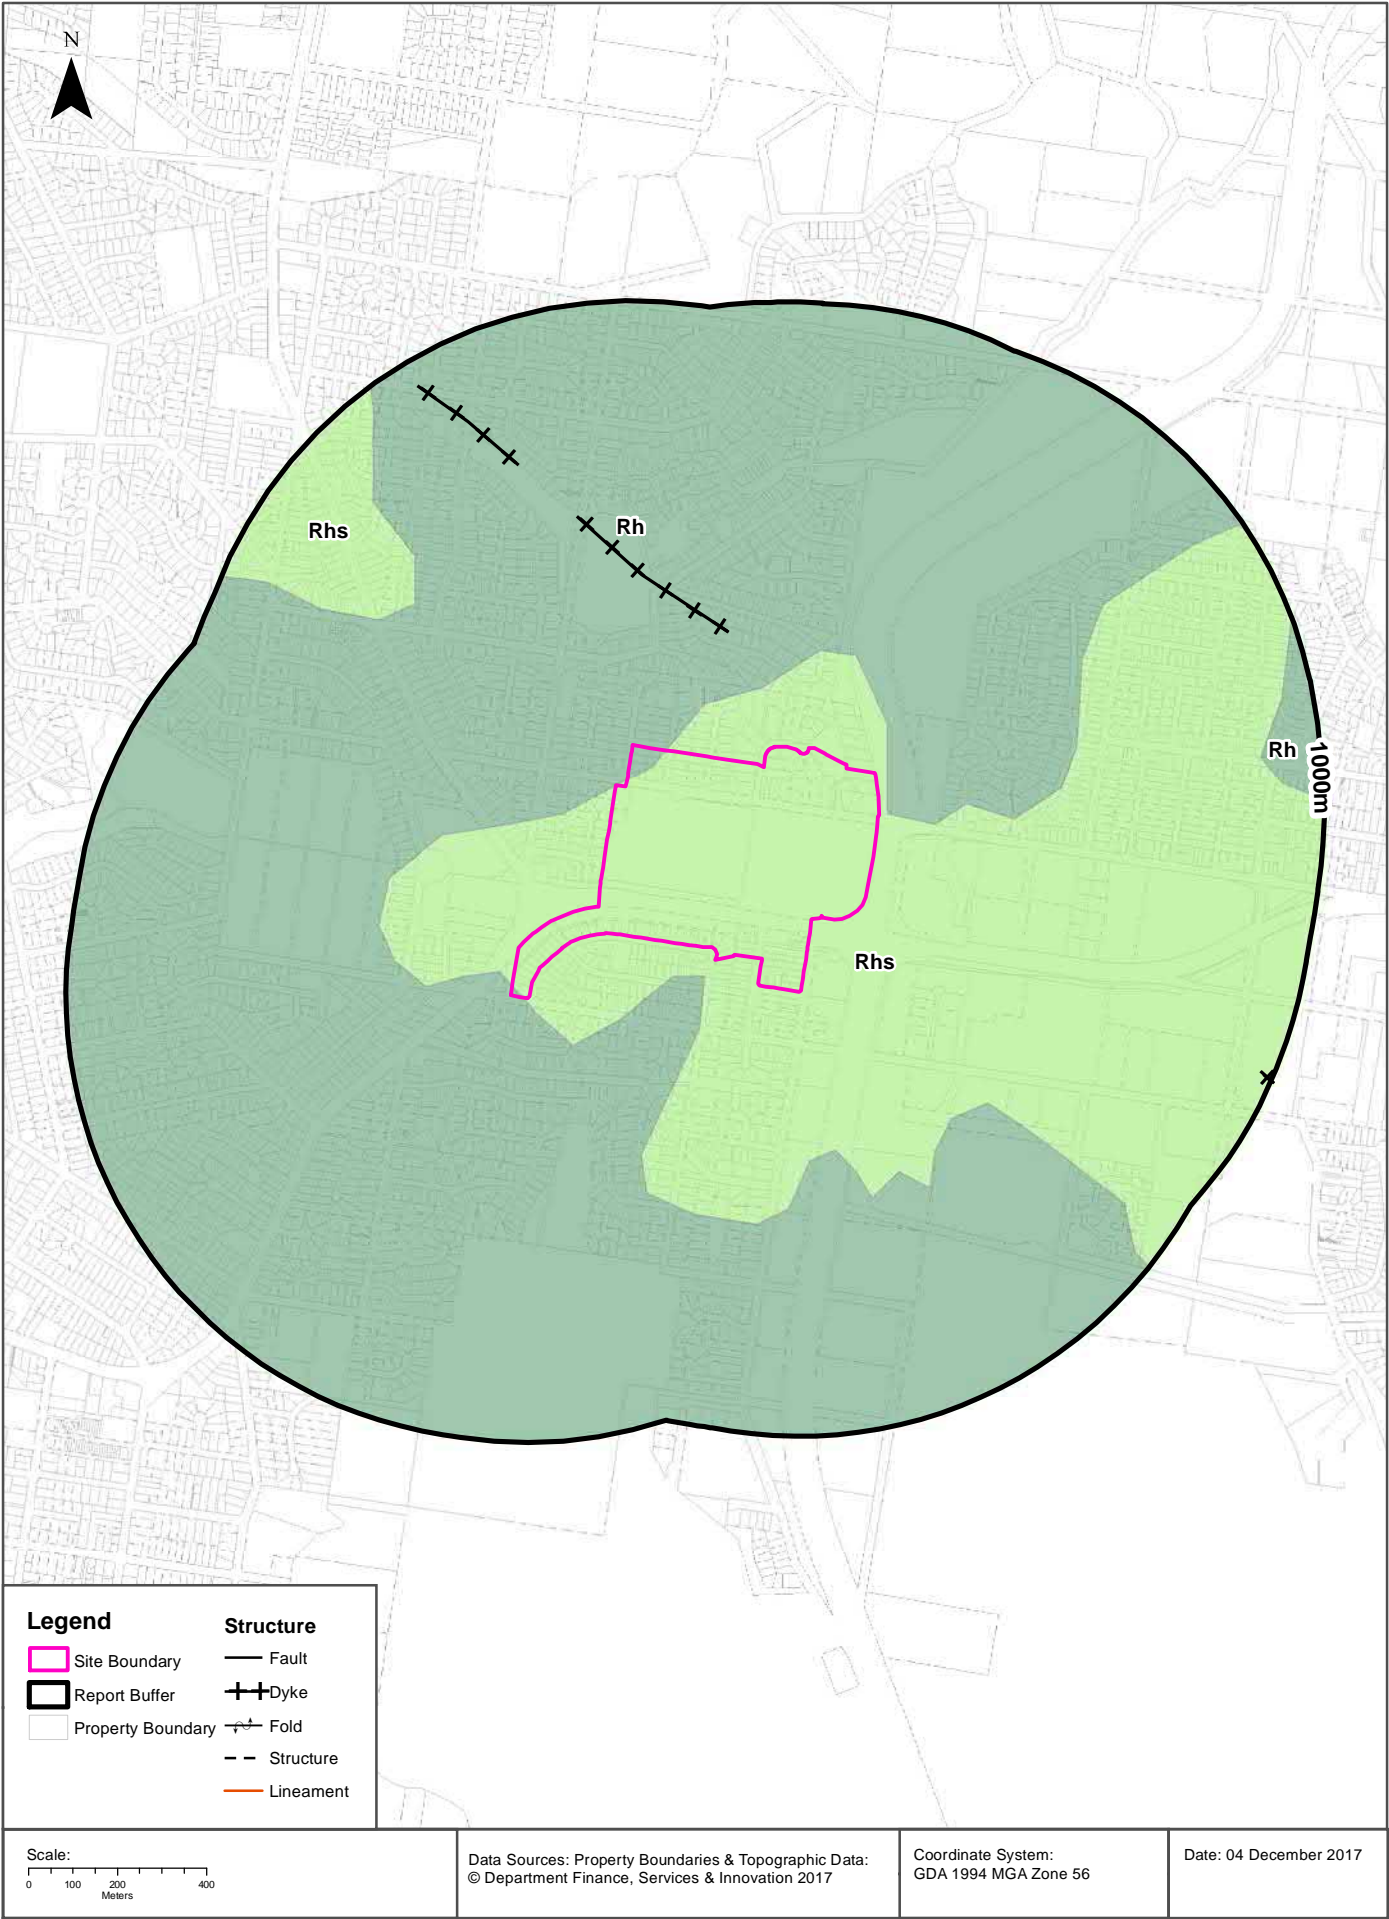 N
Rhs
Rh
Rh
1000m
Rhs
Legend
Site Boundary
Report Buffer
Property Boundary
Structure
Fault
Dyke
Fold
Structure
Lineament
Scale:
0 100 200 400
Meters
Data Sources: Property Boundaries & Topographic Data:
© Department Finance, Services & Innovation 2017
Coordinate System:
GDA 1994 MGA Zone 56
Date: 04 December 2017